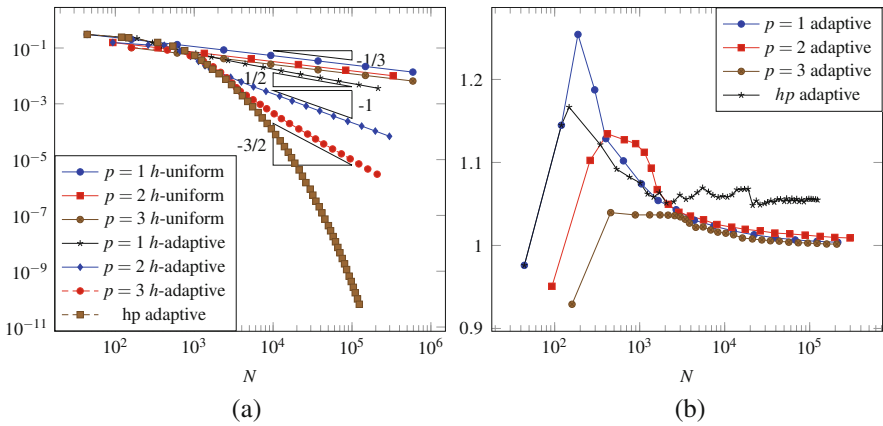 10^{-1}
10^{-3}
10^{-5}
10^{-7}
10^{-9}
10^{-11}
10^2
10^3
10^4
10^5
10^6
N
-1/3
-1/2
-1
-3/2
p = 1 h-uniform
p = 2 h-uniform
p = 3 h-uniform
p = 1 h-adaptive
p = 2 h-adaptive
p = 3 h-adaptive
hp adaptive
(a)
1.2
1.1
1
0.9
10^2
10^3
10^4
10^5
N
p = 1 adaptive
p = 2 adaptive
p = 3 adaptive
hp adaptive
(b)